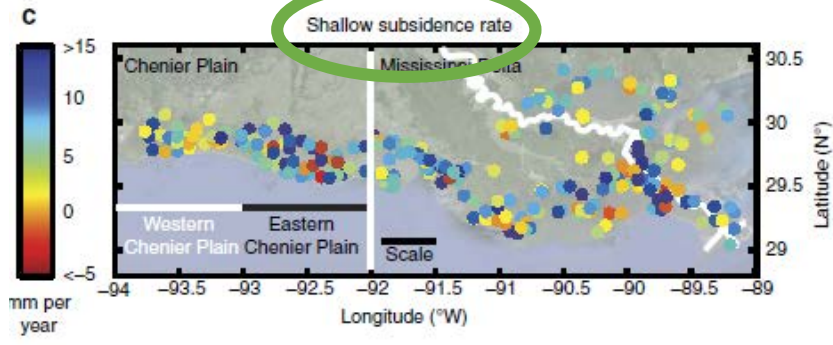 c
Shallow subsidence rate
>15
10
5
0
<–5
mm per
year
Chenier Plain
Mississippi Delta
Western
Chenier Plain
Eastern
Chenier Plain
Scale
30.5
30
29.5
29
Latitude (N°)
–94 –93.5 –93 –92.5 –92 –91.5 –91 –90.5 –90 –89.5 –89
Longitude (°W)